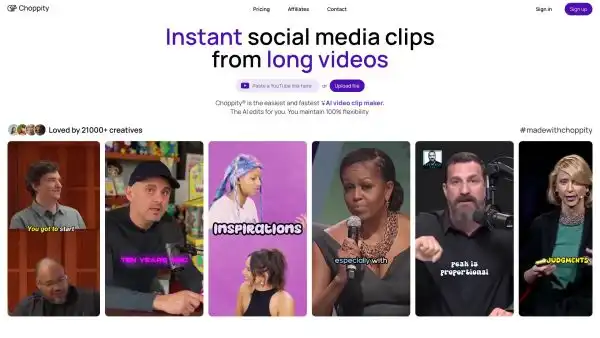 Choppity
Pricing
Affiliates
Contact
Sign in
Sign up
Instant social media clips
from long videos
Paste a YouTube link here
or
Upload file
Choppity® is the easiest and fastest AI video clip maker.
The AI edits for you. You maintain 100% flexibility
Loved by 21000+ creatives
#madewithchoppity
You got to start
TEN YEARS AGO
Inspirations
especially with
peak is
proportional
JUDGMENTS